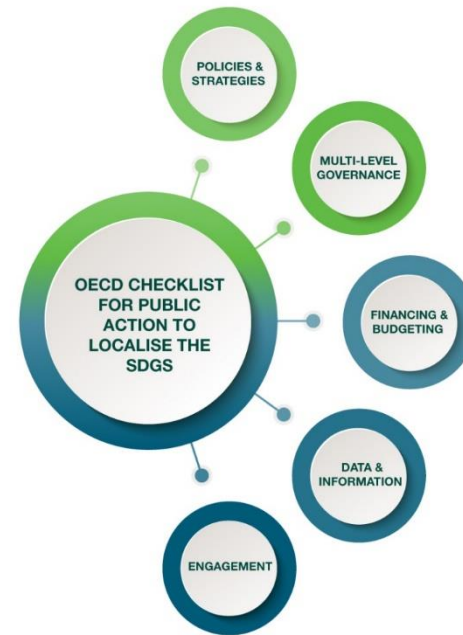 POLICIES &
STRATEGIES
MULTI-LEVEL
GOVERNANCE
OECD CHECKLIST
FOR PUBLIC
ACTION TO
LOCALISE THE
SDGS
FINANCING &
BUDGETING
DATA &
INFORMATION
ENGAGEMENT